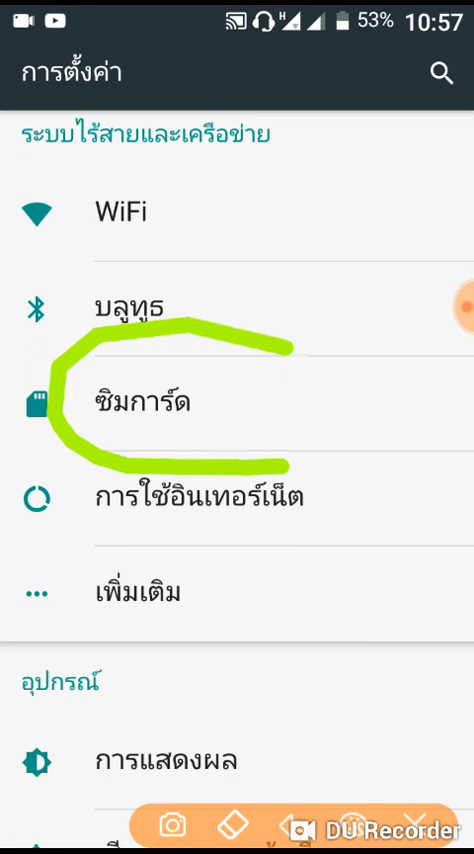 H 53% 10:57
การตั้งค่า
ระบบไร้สายและเครือข่าย
WiFi
บลูทูธ
ซิมการ์ด
การใช้อินเทอร์เน็ต
เพิ่มเติม
อุปกรณ์
การแสดงผล
DU Recorder